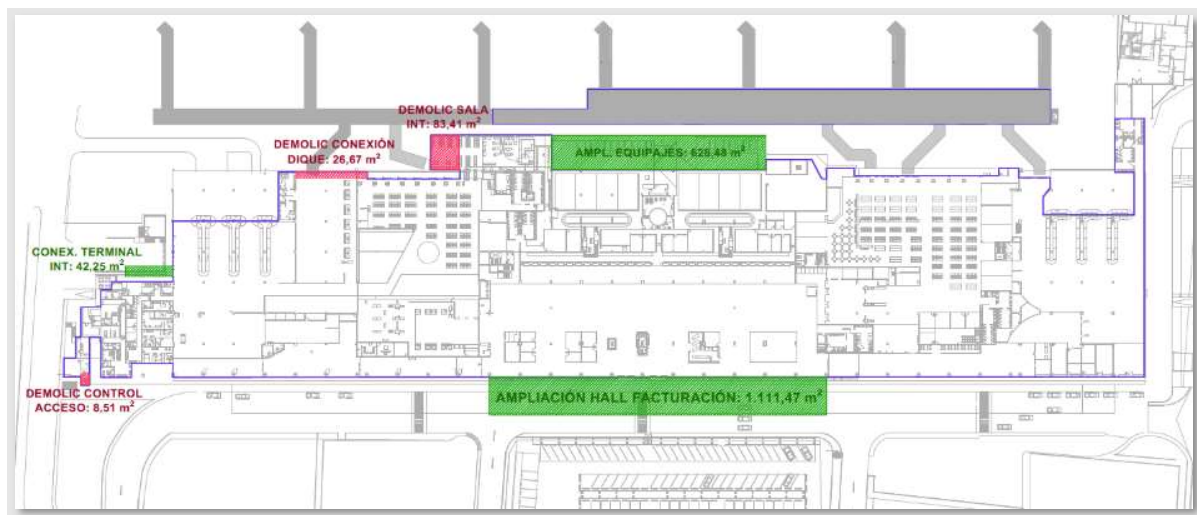 DEMOLIC SALA
INT: 83,41 m²
DEMOLIC CONEXIÓN
DIQUE: 26,67 m²
AMPL. EQUIPAJES: 626,48 m²
CONEX. TERMINAL
INT: 42,25 m²
DEMOLIC CONTROL
ACCESO: 8,51 m²
AMPLIACIÓN HALL FACTURACIÓN: 1.111,47 m²